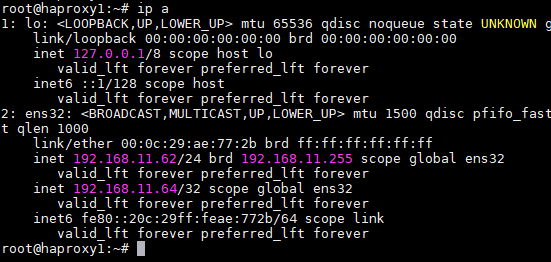 root@haproxy1:~# ip a
1: lo: <LOOPBACK,UP,LOWER_UP> mtu 65536 qdisc noqueue state UNKNOWN g
    link/loopback 00:00:00:00:00:00 brd 00:00:00:00:00:00
    inet 127.0.0.1/8 scope host lo
       valid_lft forever preferred_lft forever
    inet6 ::1/128 scope host
       valid_lft forever preferred_lft forever
2: ens32: <BROADCAST,MULTICAST,UP,LOWER_UP> mtu 1500 qdisc pfifo_fas
t qlen 1000
    link/ether 00:0c:29:ae:77:2b brd ff:ff:ff:ff:ff:ff
    inet 192.168.11.62/24 brd 192.168.11.255 scope global ens32
       valid_lft forever preferred_lft forever
    inet 192.168.11.64/32 scope global ens32
       valid_lft forever preferred_lft forever
    inet6 fe80::20c:29ff:feae:772b/64 scope link
       valid_lft forever preferred_lft forever
root@haproxy1:~#